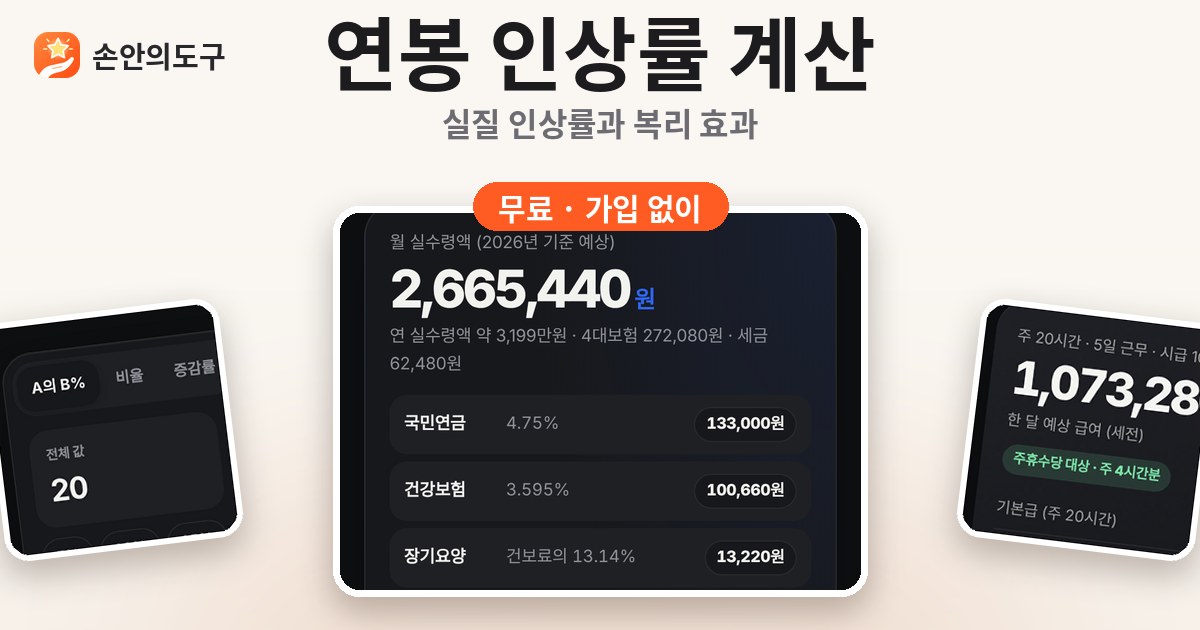 손안의도구
연봉 인상률 계산
실질 인상률과 복리 효과
무료 · 가입 없이
월 실수령액 (2026년 기준 예상)
2,665,440원
연 실수령액 약 3,199만원 · 4대보험 272,080원 · 세금
62,480원
국민연금 4.75% 133,000원
건강보험 3.595% 100,660원
장기요양 건보료의 13.14% 13,220원
A의 B% 비율 증감률
전체 값
20
주 20시간 · 5일 근무 · 시급
1,073,28
한 달 예상 급여 (세전)
주휴수당 대상 · 주 4시간분
기본급 (주 20시간)